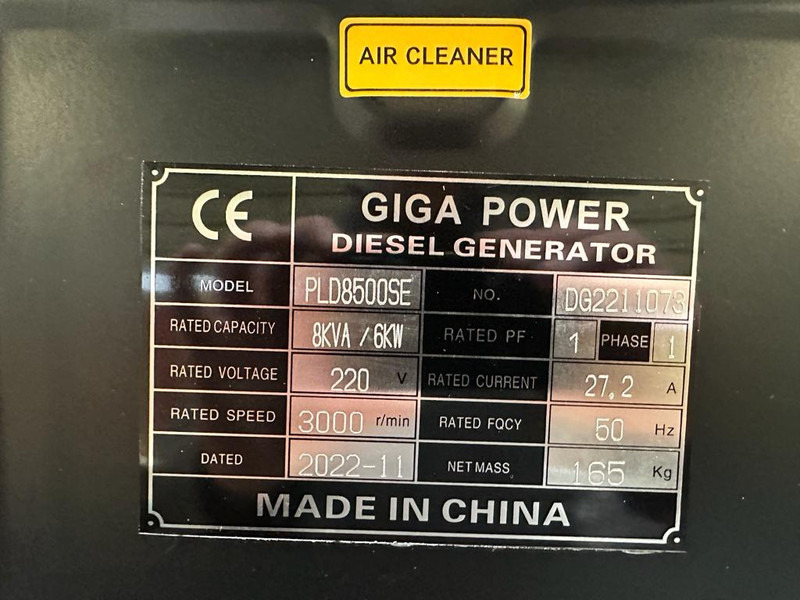 AIR CLEANER
CE GIGA POWER
DIESEL GENERATOR
MODEL PLD8500SE NO. DG2211073
RATED CAPACITY 8KVA / 6KW RATED PF 1 PHASE 1
RATED VOLTAGE 220 V RATED CURRENT 27.2 A
RATED SPEED 3000 r/min RATED FQCY 50 Hz
DATED 2022-11 NET MASS 165 Kg
MADE IN CHINA